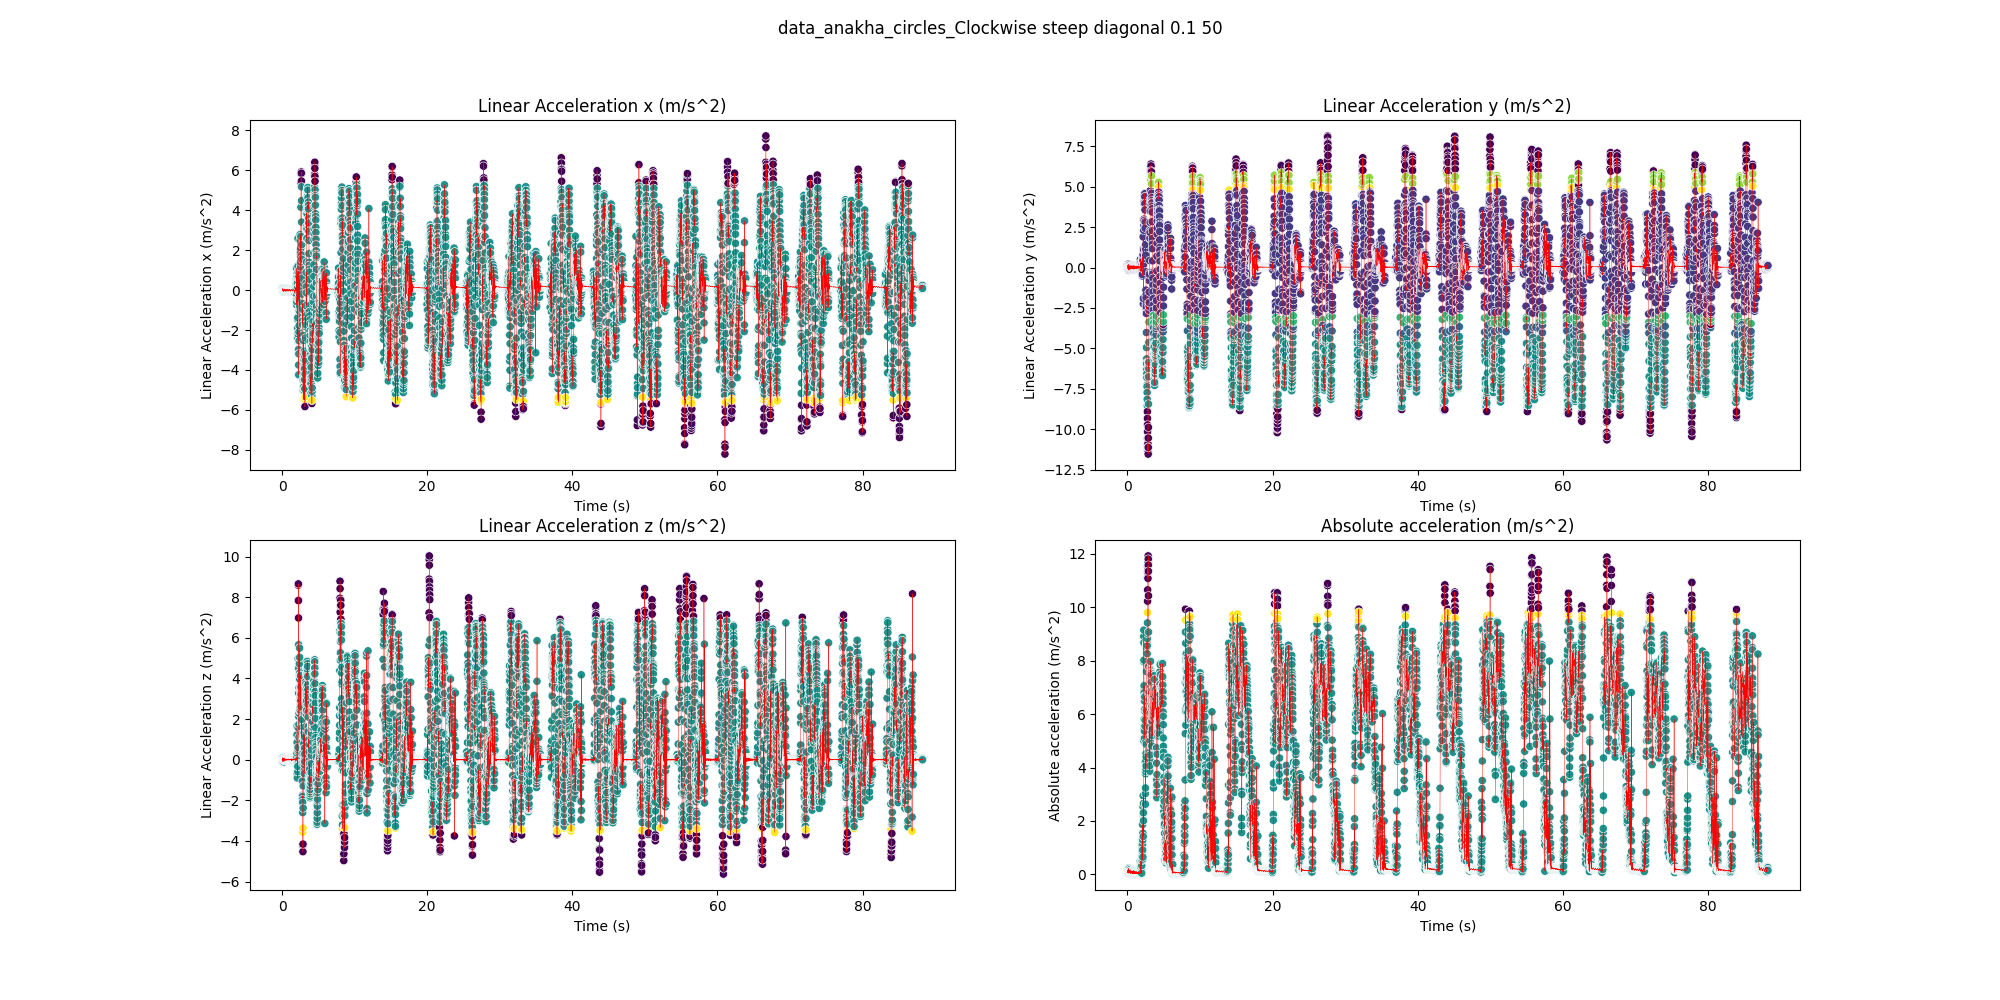 data_anakha_circles_Clockwise steep diagonal 0.1 50
Linear Acceleration x (m/s^2)
Linear Acceleration x (m/s^2)
8
6
4
2
0
−2
−4
−6
−8
0 20 40 60 80
Time (s)
Linear Acceleration y (m/s^2)
Linear Acceleration y (m/s^2)
7.5
5.0
2.5
0.0
−2.5
−5.0
−7.5
−10.0
−12.5
0 20 40 60 80
Time (s)
Linear Acceleration z (m/s^2)
Linear Acceleration z (m/s^2)
10
8
6
4
2
0
−2
−4
−6
0 20 40 60 80
Time (s)
Absolute acceleration (m/s^2)
Absolute acceleration (m/s^2)
12
10
8
6
4
2
0
0 20 40 60 80
Time (s)